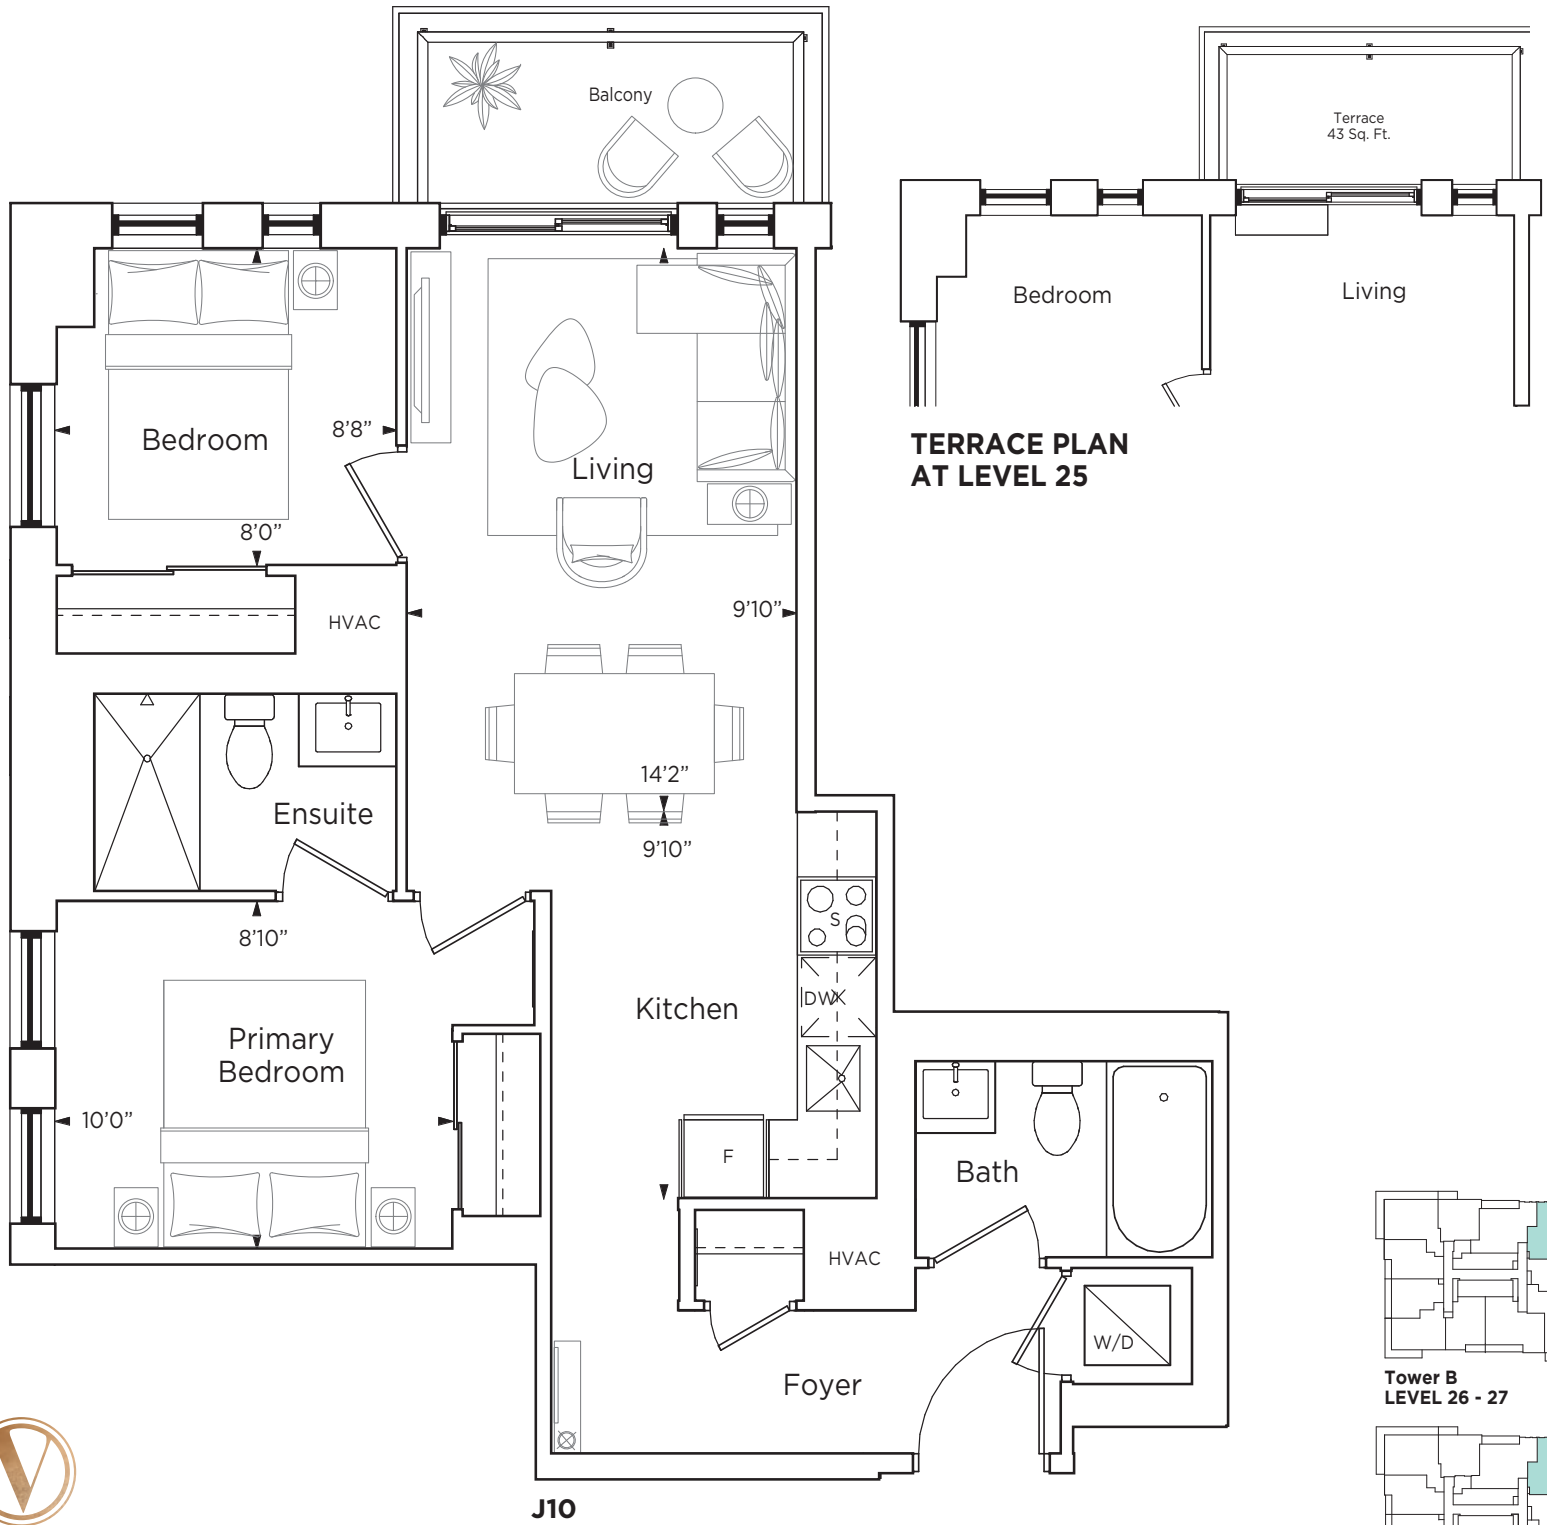 Balcony
Terrace
43 Sq. Ft.
Bedroom
Living
TERRACE PLAN
AT LEVEL 25
Bedroom
8'8"
Living
8'0"
HVAC
9'10"
14'2"
9'10"
Ensuite
8'10"
S
DW
Kitchen
Primary
Bedroom
10'0"
F
Bath
HVAC
W/D
Foyer
Tower B
LEVEL 26 - 27
V
J10